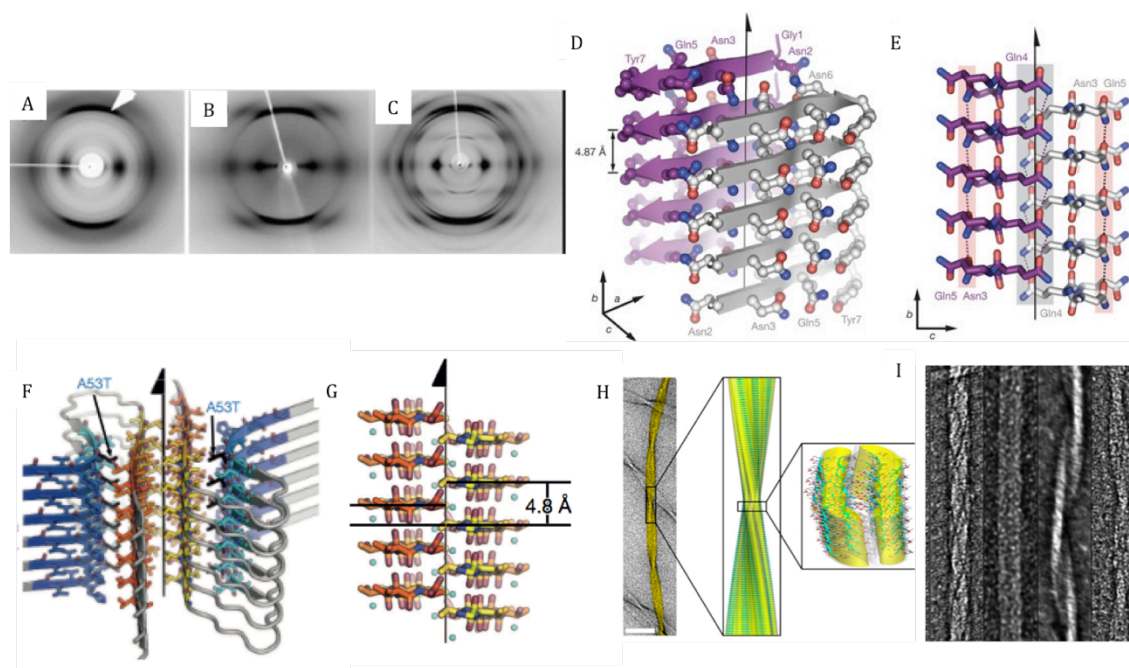 A
B
C
D
Tyr7
Gln5
Asn3
Gly1
Asn2
Asn6
4.87 Å
b
a
c
Asn2
Asn3
Gln5
Tyr7
E
Gln4
Asn3 Gln5
Gln5 Asn3
Gln4
b
c
F
A53T
A53T
G
4.8 Å
H
I